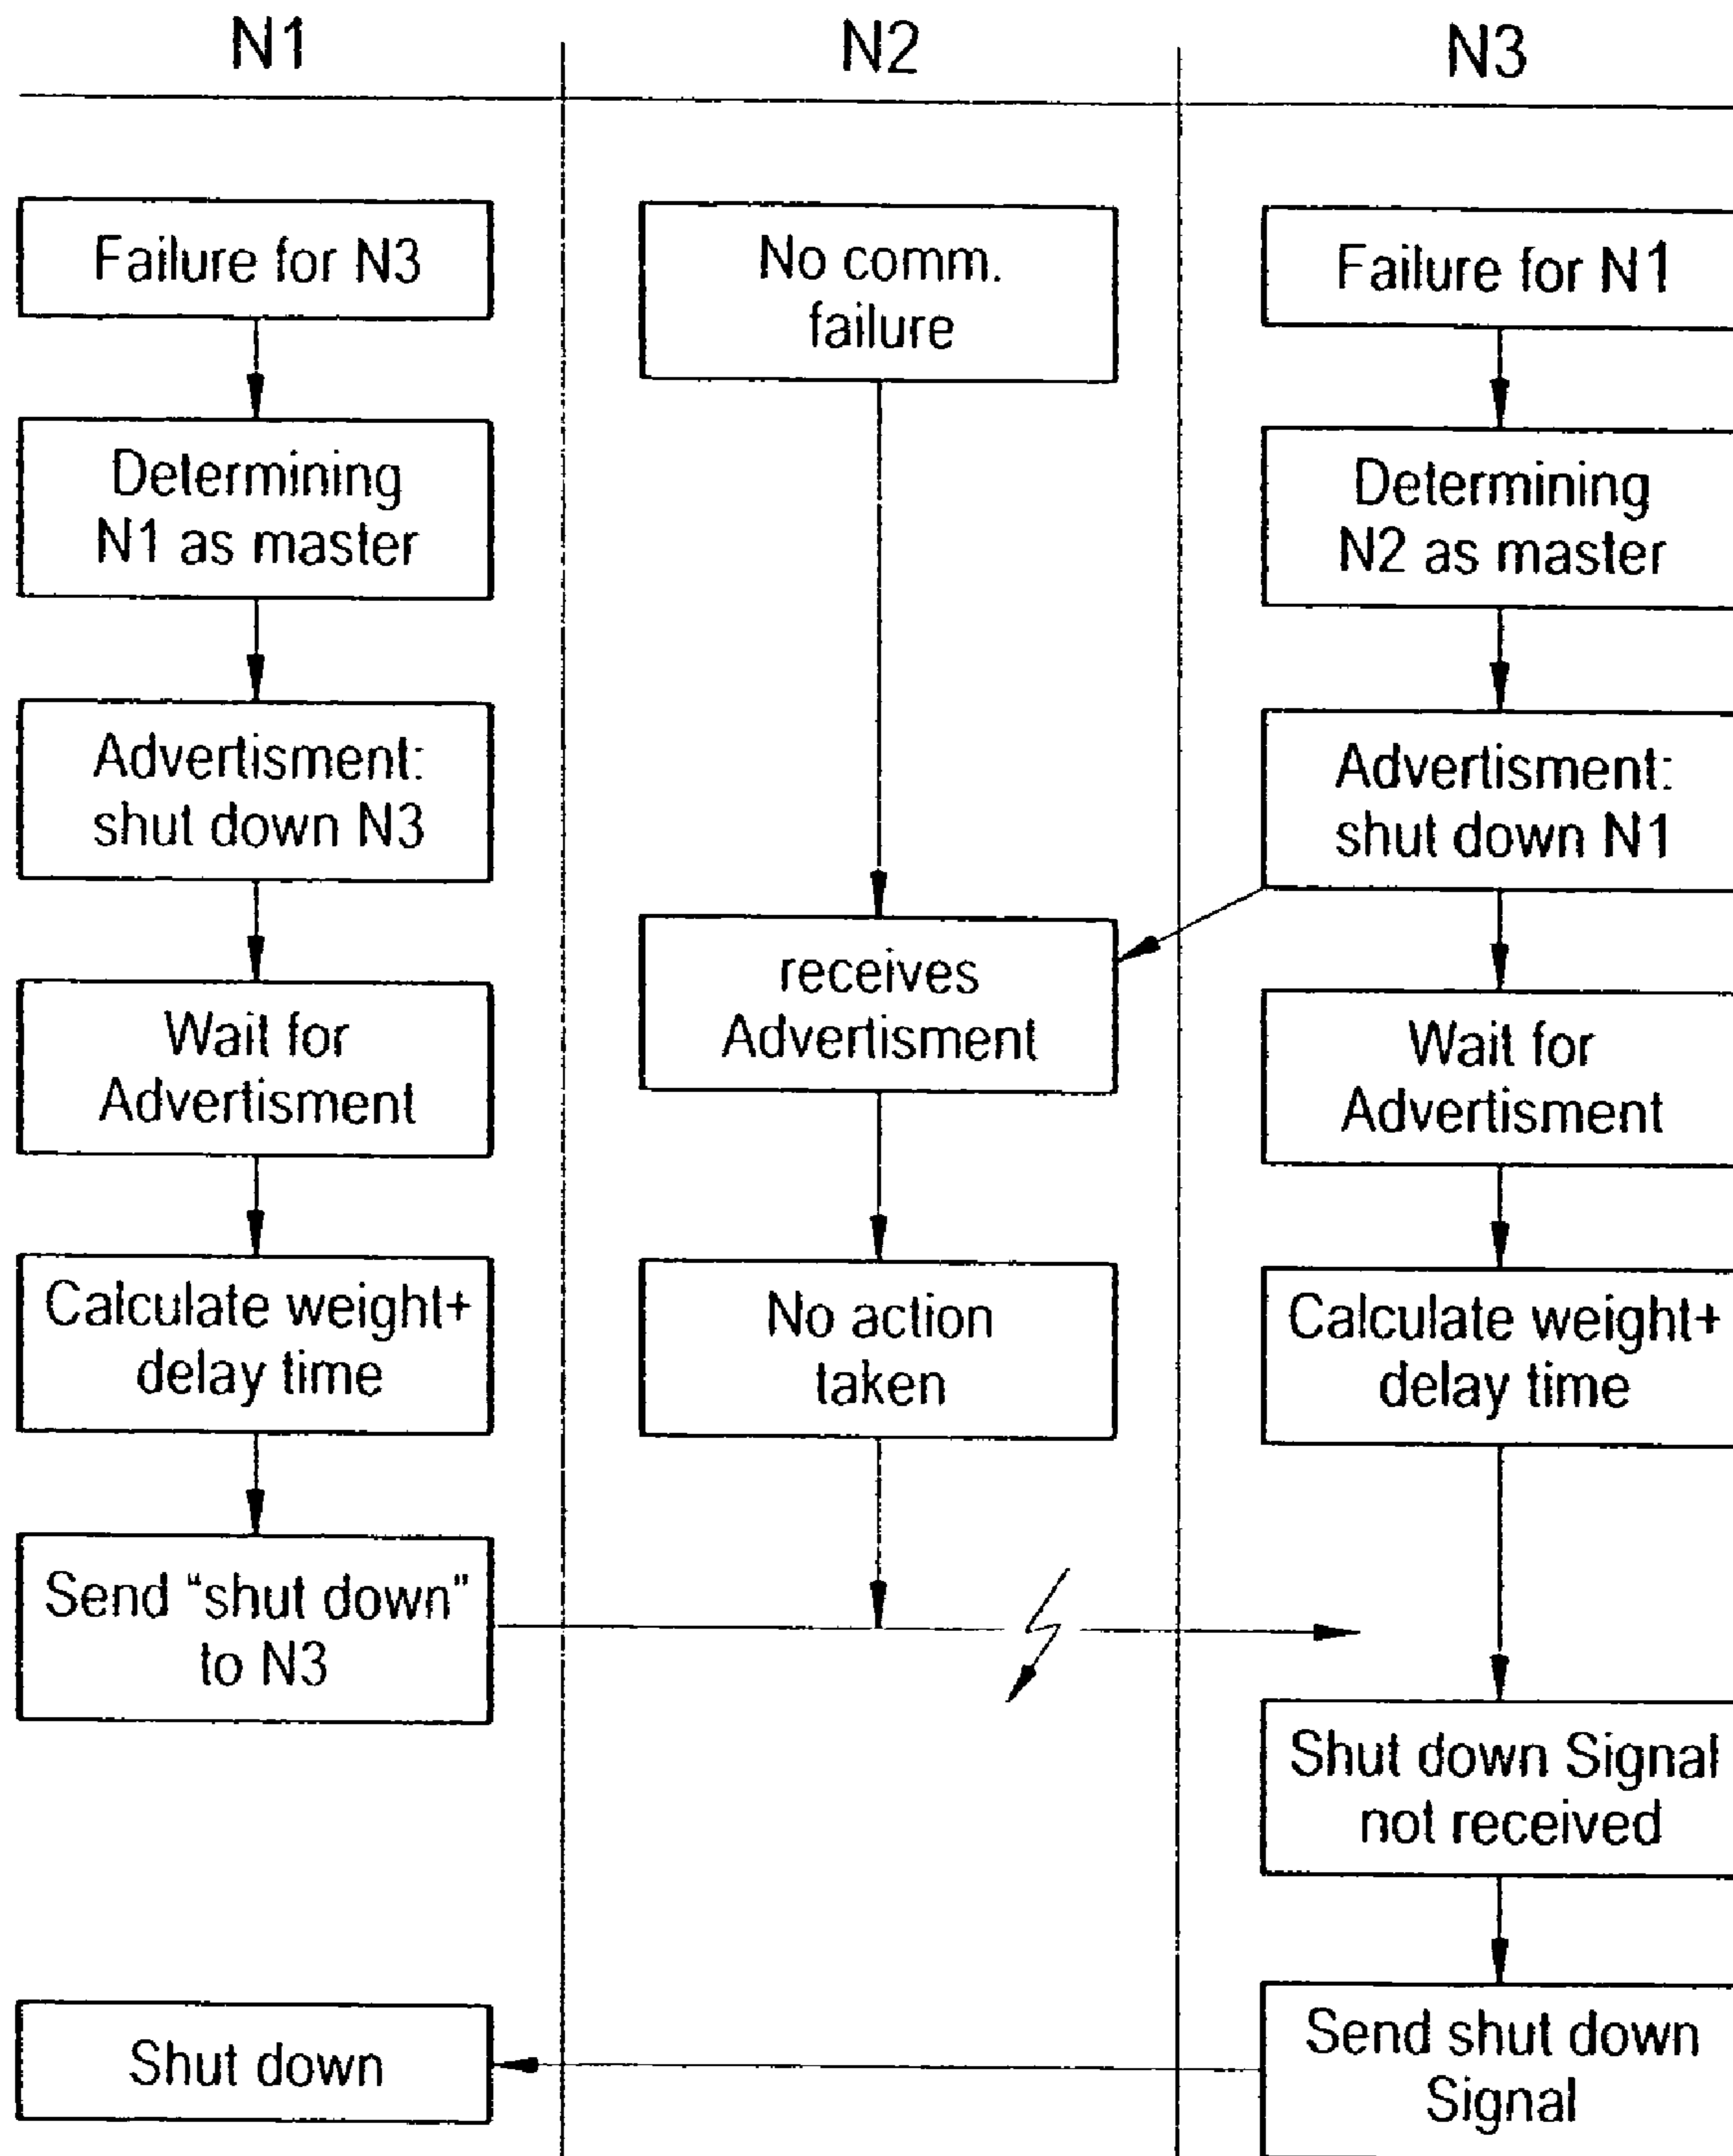 N1
N2
N3
Failure for N3
No comm.
failure
Failure for N1
Determining
N1 as master
Determining
N2 as master
Advertisment:
shut down N3
Advertisment:
shut down N1
receives
Advertisment
Wait for
Advertisment
Wait for
Advertisment
Calculate weight+
delay time
No action
taken
Calculate weight+
delay time
Send “shut down”
to N3
Shut down Signal
not received
Shut down
Send shut down
Signal